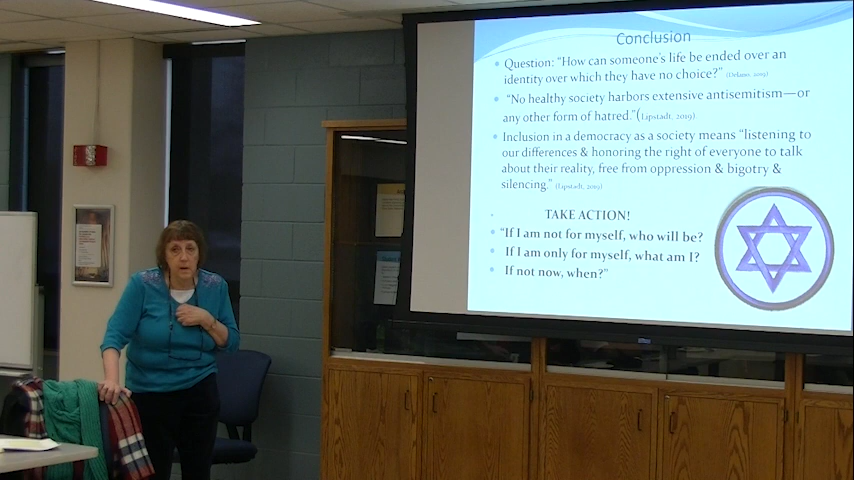 Conclusion
Question: "How can someone's life be ended over an
identity over which they have no choice?"
"No healthy society harbors extensive antisemitism—or
any other form of hatred."(Lipstadt, 2019)
Inclusion in a democracy as a society means "listening to
our differences & honoring the right of everyone to talk
about their reality, free from oppression & bigotry &
silencing." (Lipstadt, 2019)
TAKE ACTION!
"If I am not for myself, who will be?
If I am only for myself, what am I?
If not now, when?"